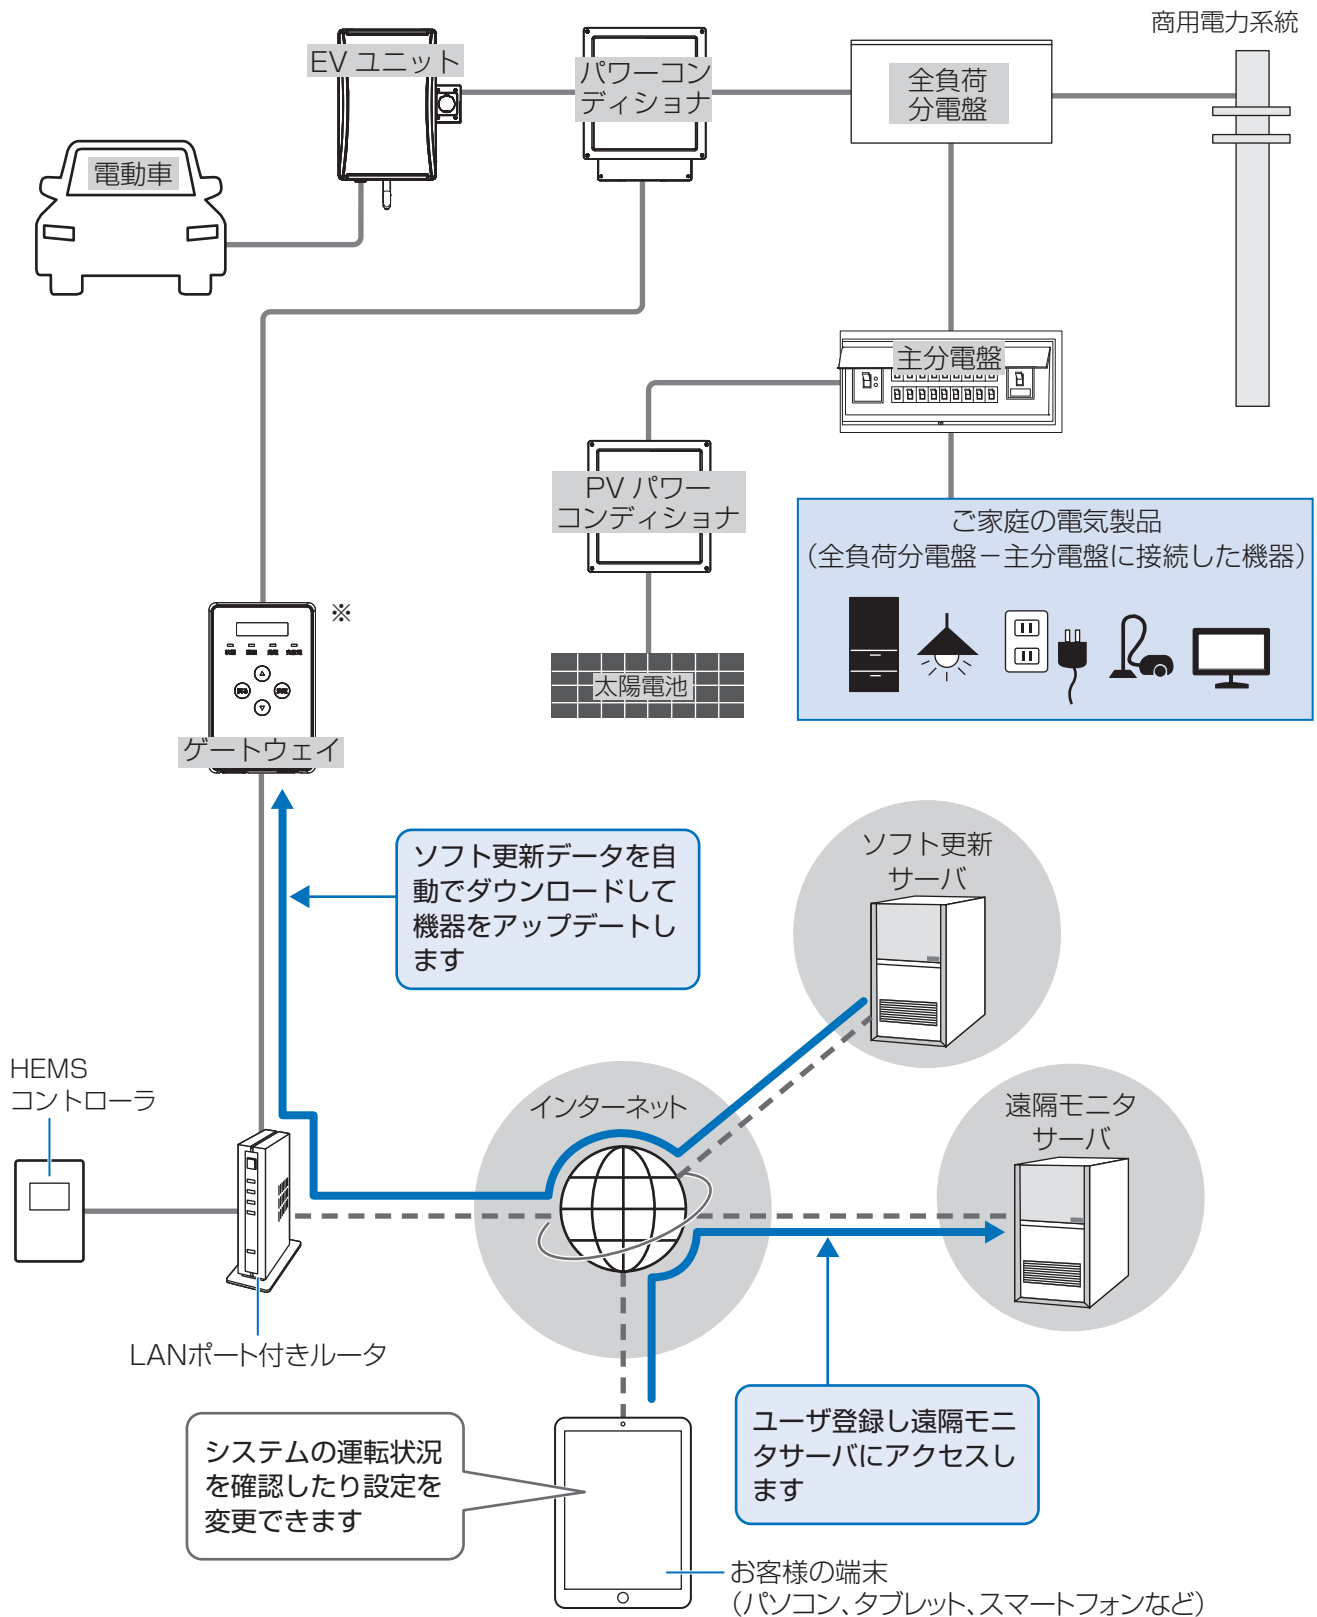 商用電力系統
EV ユニット
パワーコン
ディショナ
全負荷
分電盤
電動車
主分電盤
PV パワー
コンディショナ
ご家庭の電気製品
（全負荷分電盤－主分電盤に接続した機器）
※
太陽電池
ゲートウェイ
ソフト更新データを自
動でダウンロードして
機器をアップデートし
ます
ソフト更新
サーバ
HEMS
コントローラ
インターネット
遠隔モニタ
サーバ
LANポート付きルータ
システムの運転状況
を確認したり設定を
変更できます
ユーザ登録し遠隔モニ
タサーバにアクセスし
ます
お客様の端末
（パソコン、タブレット、スマートフォンなど）